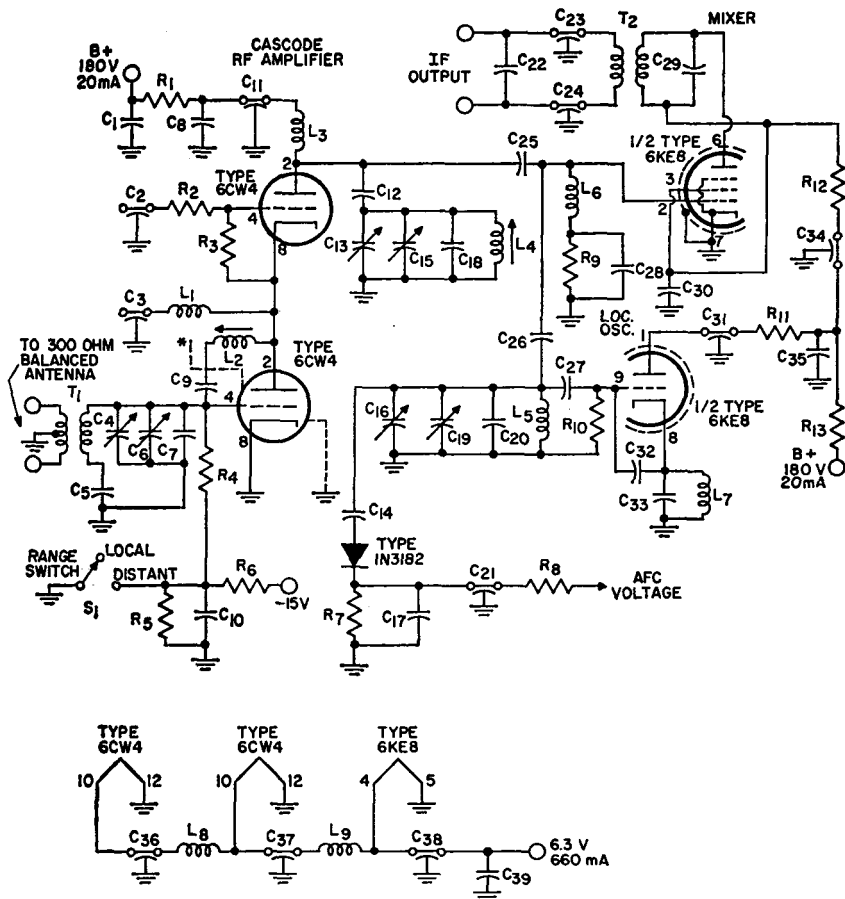 B+
180V
20mA
R1
C11
C1
C8
CASCODE
RF AMPLIFIER
L3
2
TYPE
6CW4
C2
R2
4
R3
8
C3
L1
*1
L2
C9
2
TYPE
6CW4
4
8
TO 300 OHM
BALANCED
ANTENNA
T1
C4
C6
C7
C5
R4
RANGE
SWITCH
LOCAL
DISTANT
S1
R5
C10
R6
-15V
C12
C13
C15
C18
L4
C25
L6
R9
C28
C26
IF
OUTPUT
C22
C23
C24
T2
C29
MIXER
6
1/2 TYPE
6KE8
3
2
7
C30
R12
C34
LOC.
OSC.
1
C31
R11
C35
R13
B+
180V
20mA
C27
9
R10
1/2 TYPE
6KE8
8
C32
C33
L7
C16
C19
C20
L5
C14
TYPE
1N3182
R7
C17
C21
R8
AFC
VOLTAGE
TYPE
6CW4
10
12
TYPE
6CW4
10
12
TYPE
6KE8
4
5
C36
L8
C37
L9
C38
C39
6.3 V
660 mA